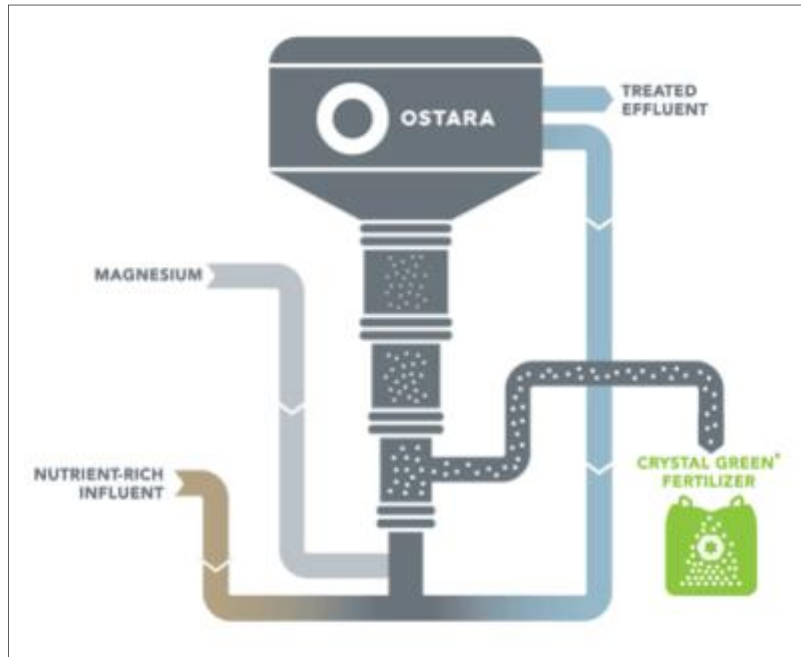 OSTARA
TREATED
EFFLUENT
MAGNESIUM
NUTRIENT-RICH
INFLUENT
CRYSTAL GREEN®
FERTILIZER